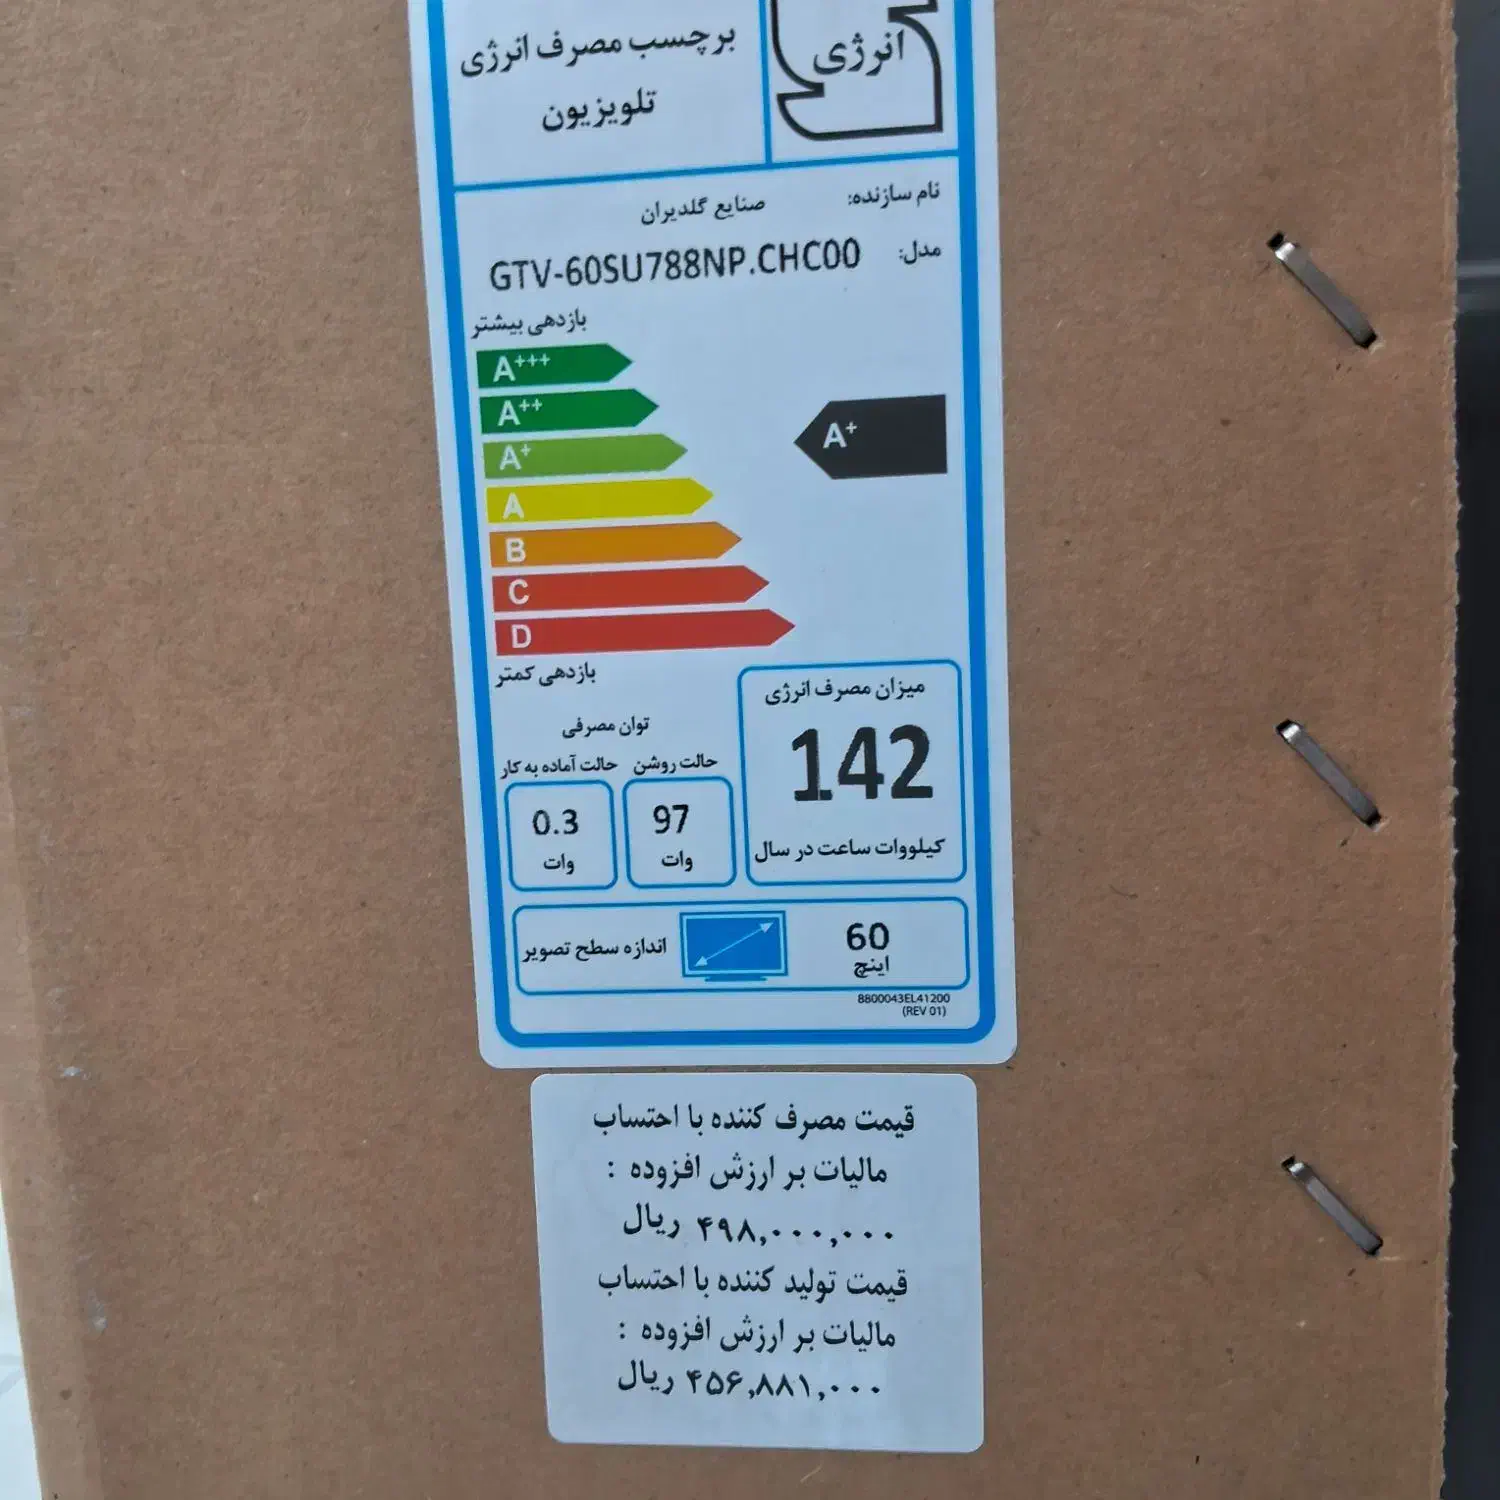 برچسب مصرف انرژی
تلویزیون
انرژی
نام سازنده: صنایع گلدیران
مدل: GTV-60SU788NP.CHC00
بازدهی بیشتر
A+++
A++
A+
A+
A
B
C
D
بازدهی کمتر
میزان مصرف انرژی
142
کیلووات ساعت در سال
توان مصرفی
حالت روشن حالت آماده به کار
97 0.3
وات وات
60
اینچ
اندازه سطح تصویر
8800043EL41200
(REV 01)
قیمت مصرف کننده با احتساب
مالیات بر ارزش افزوده :
۴۹۸,۰۰۰,۰۰۰ ریال
قیمت تولید کننده با احتساب
مالیات بر ارزش افزوده :
۴۵۶,۸۸۱,۰۰۰ ریال